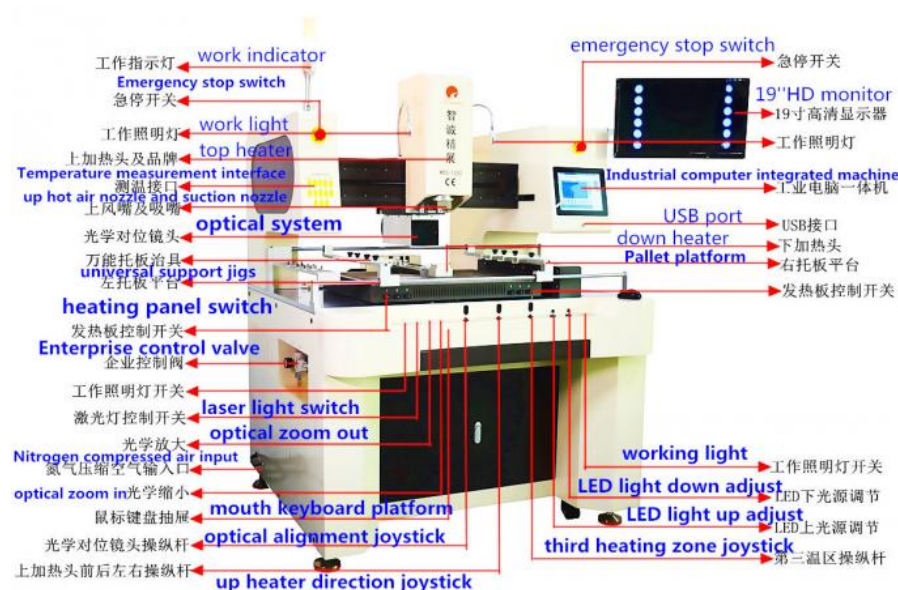 工作指示灯 work indicator
Emergency stop switch
急停开关
工作照明灯 work light
上加热头及品牌 top heater
Temperature measurement interface
测温接口
up hot air nozzle and suction nozzle
上风嘴及吸嘴
光学对位镜头 optical system
万能托板治具
universal support jigs
左托板平台
heating panel switch
发热板控制开关
Enterprise control valve
企业控制阀
工作照明灯开关
激光灯控制开关 laser light switch
光学放大 optical zoom out
Nitrogen compressed air input
氮气压缩空气输入口
optical zoom in 光学缩小
鼠标键盘抽屉 mouth keyboard platform
光学对位镜头操纵杆 optical alignment joystick
上加热头前后左右操纵杆 up heater direction joystick
智诚精展
CE
emergency stop switch
急停开关
19''HD monitor
19寸高清显示器
工作照明灯
Industrial computer integrated machine
工业电脑一体机
USB port
USB接口
down heater
下加热头
Pallet platform
右托板平台
发热板控制开关
working light
工作照明灯开关
LED light down adjust
LED下光源调节
LED light up adjust
LED上光源调节
third heating zone joystick
第三温区操纵杆